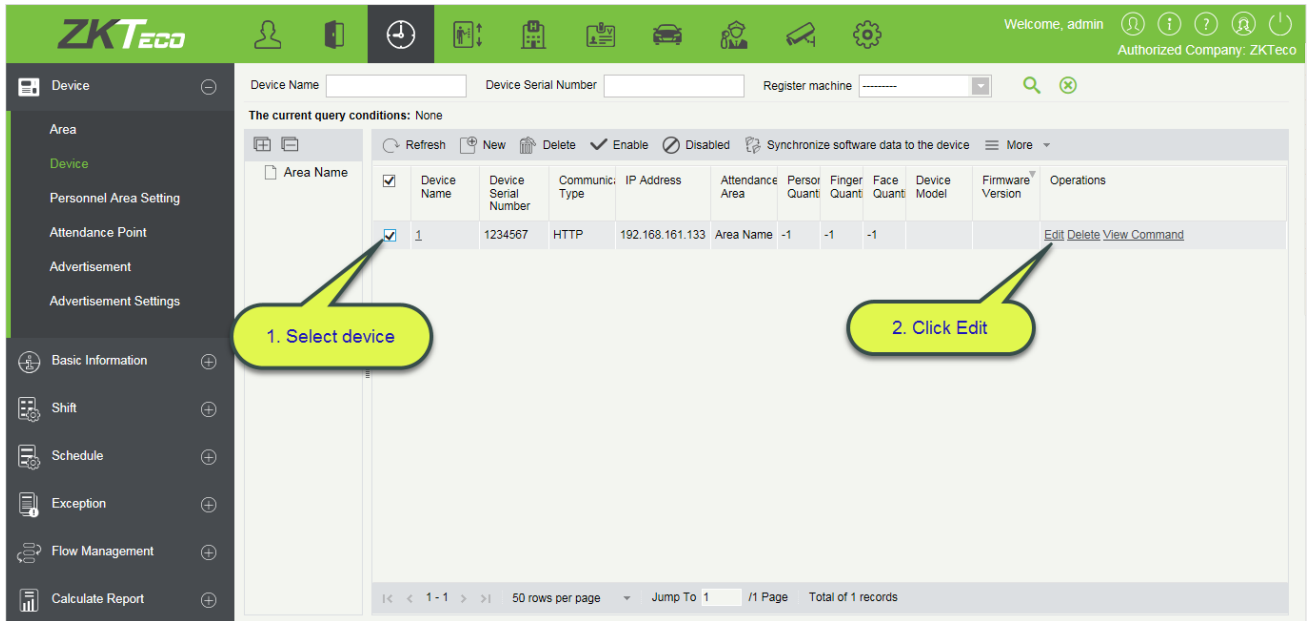 ZKTeco
Welcome, admin
Authorized Company: ZKTeco
Device
Area
Device
Personnel Area Setting
Attendance Point
Advertisement
Advertisement Settings
Basic Information
Shift
Schedule
Exception
Flow Management
Calculate Report
Device Name
Device Serial Number
Register machine ---------
The current query conditions: None
Area Name
Refresh New Delete Enable Disabled Synchronize software data to the device More
Device Name
Device Serial Number
Communica Type
IP Address
Attendance Area
Person Quanti
Finger Quanti
Face Quanti
Device Model
Firmware Version
Operations
1 1234567 HTTP 192.168.161.133 Area Name -1 -1 -1 Edit Delete View Command
1. Select device
2. Click Edit
1 - 1 50 rows per page Jump To 1 /1 Page Total of 1 records